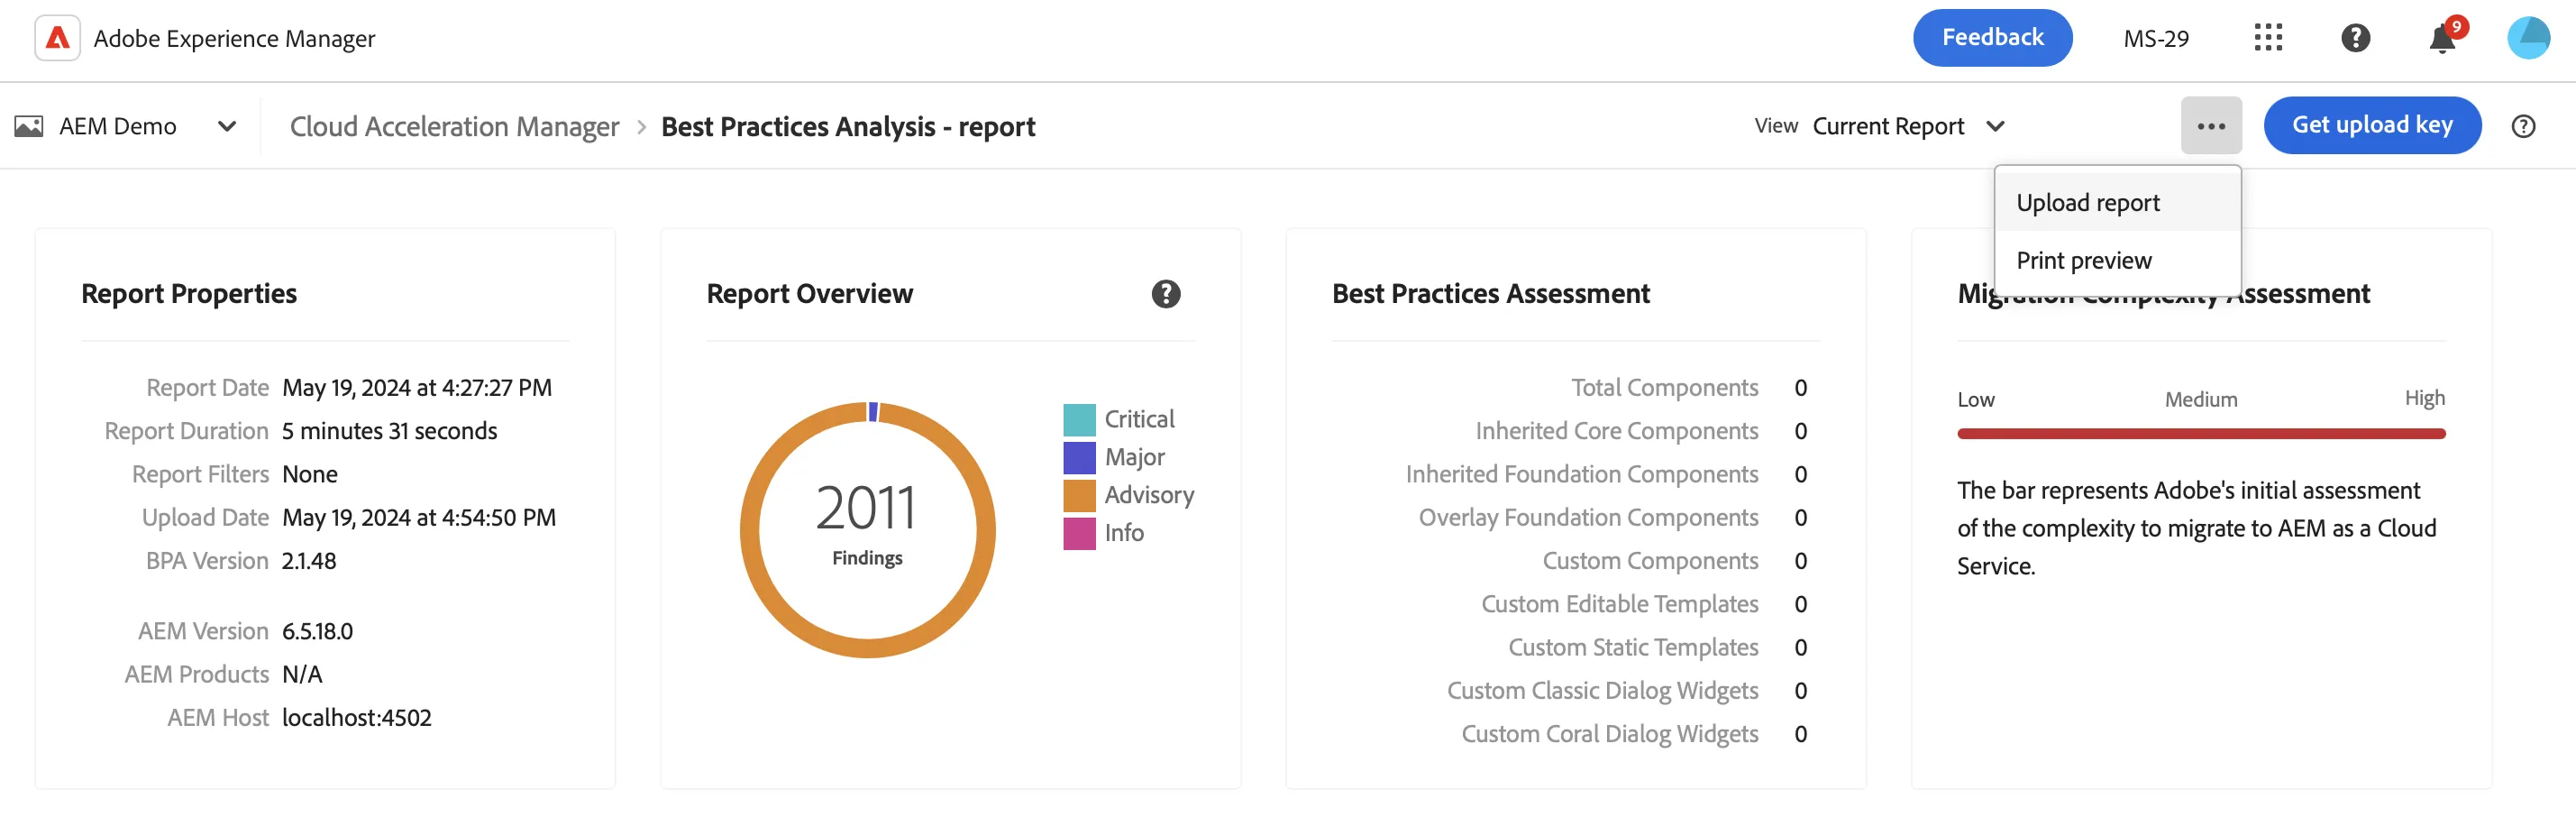 Adobe Experience Manager
Feedback
MS-29
9
AEM Demo
Cloud Acceleration Manager > Best Practices Analysis - report
View Current Report
Get upload key
Upload report
Print preview
Report Properties
Report Date May 19, 2024 at 4:27:27 PM
Report Duration 5 minutes 31 seconds
Report Filters None
Upload Date May 19, 2024 at 4:54:50 PM
BPA Version 2.1.48
AEM Version 6.5.18.0
AEM Products N/A
AEM Host localhost:4502
Report Overview
2011
Findings
Critical
Major
Advisory
Info
Best Practices Assessment
Total Components 0
Inherited Core Components 0
Inherited Foundation Components 0
Overlay Foundation Components 0
Custom Components 0
Custom Editable Templates 0
Custom Static Templates 0
Custom Classic Dialog Widgets 0
Custom Coral Dialog Widgets 0
Migration Complexity Assessment
Low Medium High
The bar represents Adobe's initial assessment
of the complexity to migrate to AEM as a Cloud
Service.